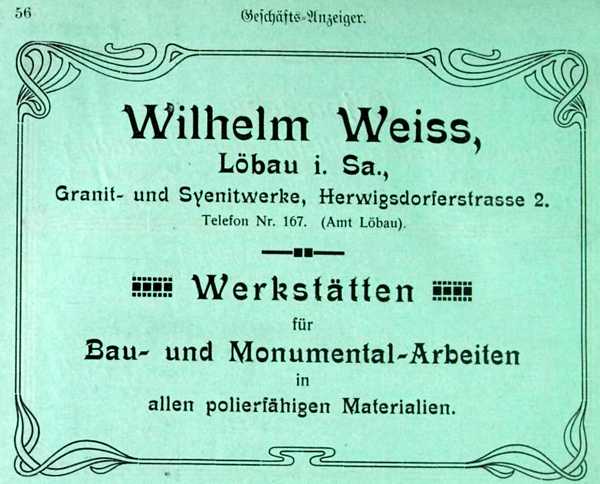 56
Geschäfts-Anzeiger.
Wilhelm Weiss,
Löbau i. Sa.,
Granit- und Syenitwerke, Herwigsdorferstrasse 2.
Telefon Nr. 167. (Amt Löbau).
Werkstätten
für
Bau- und Monumental-Arbeiten
in
allen polierfähigen Materialien.